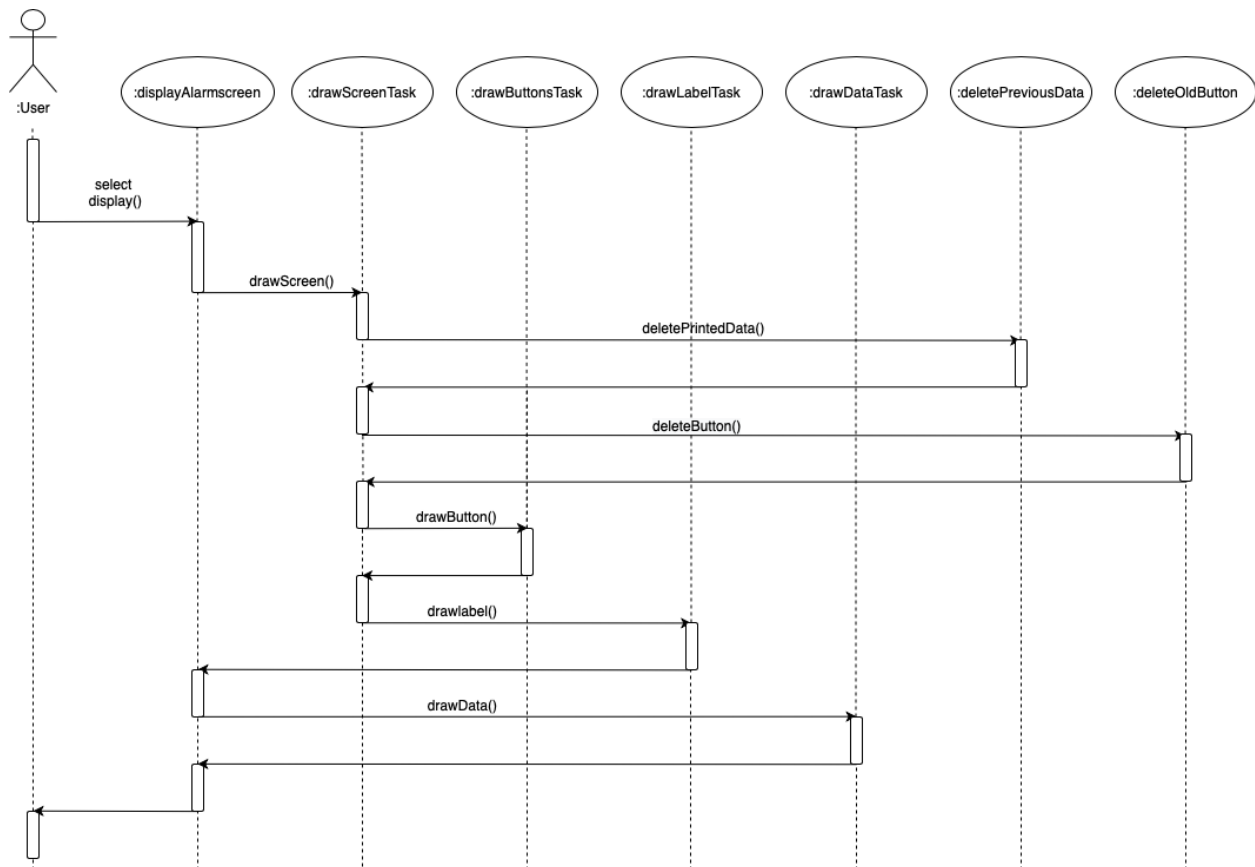 :User
:displayAlarmscreen
:drawScreenTask
:drawButtonsTask
:drawLabelTask
:drawDataTask
:deletePreviousData
:deleteOldButton
select
display()
drawScreen()
deletePrintedData()
deleteButton()
drawButton()
drawlabel()
drawData()